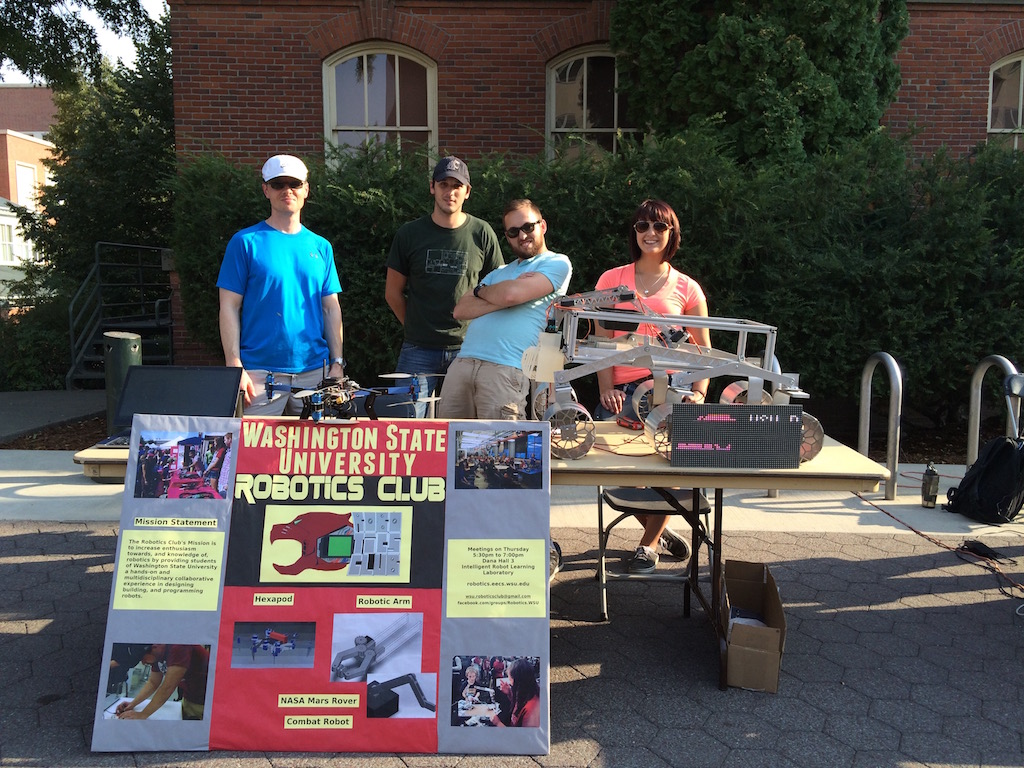 WASHINGTON STATE
UNIVERSITY
ROBOTICS CLUB
Mission Statement
The Robotics Club's Mission is
to increase enthusiasm
towards, and knowledge of,
robotics by providing students
of Washington State University
a hands-on and
multidisciplinary collaborative
experience in designing
building, and programming
robots.
Meetings on Thursday
5:30pm to 7:00pm
Dana Hall 3
Intelligent Robot Learning
Laboratory
robotics.eecs.wsu.edu
wsu.roboticsclub@gmail.com
facebook.com/groups/Robotics.WSU
Hexapod
Robotic Arm
NASA Mars Rover
Combat Robot